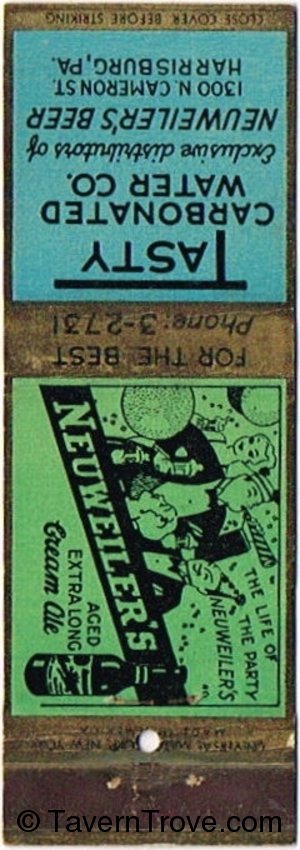 CLOSE COVER BEFORE STRIKING
TASTY
CARBONATED
WATER CO.
Exclusive distributors of
NEUWEILER'S BEER
1300 N. CAMERON ST.
HARRISBURG, PA.
FOR THE BEST
Phone: 3-2731
NEUWEILER'S
AGED
EXTRA LONG
Cream Ale
THE LIFE OF
THE PARTY
NEUWEILER'S
© TavernTrove.com